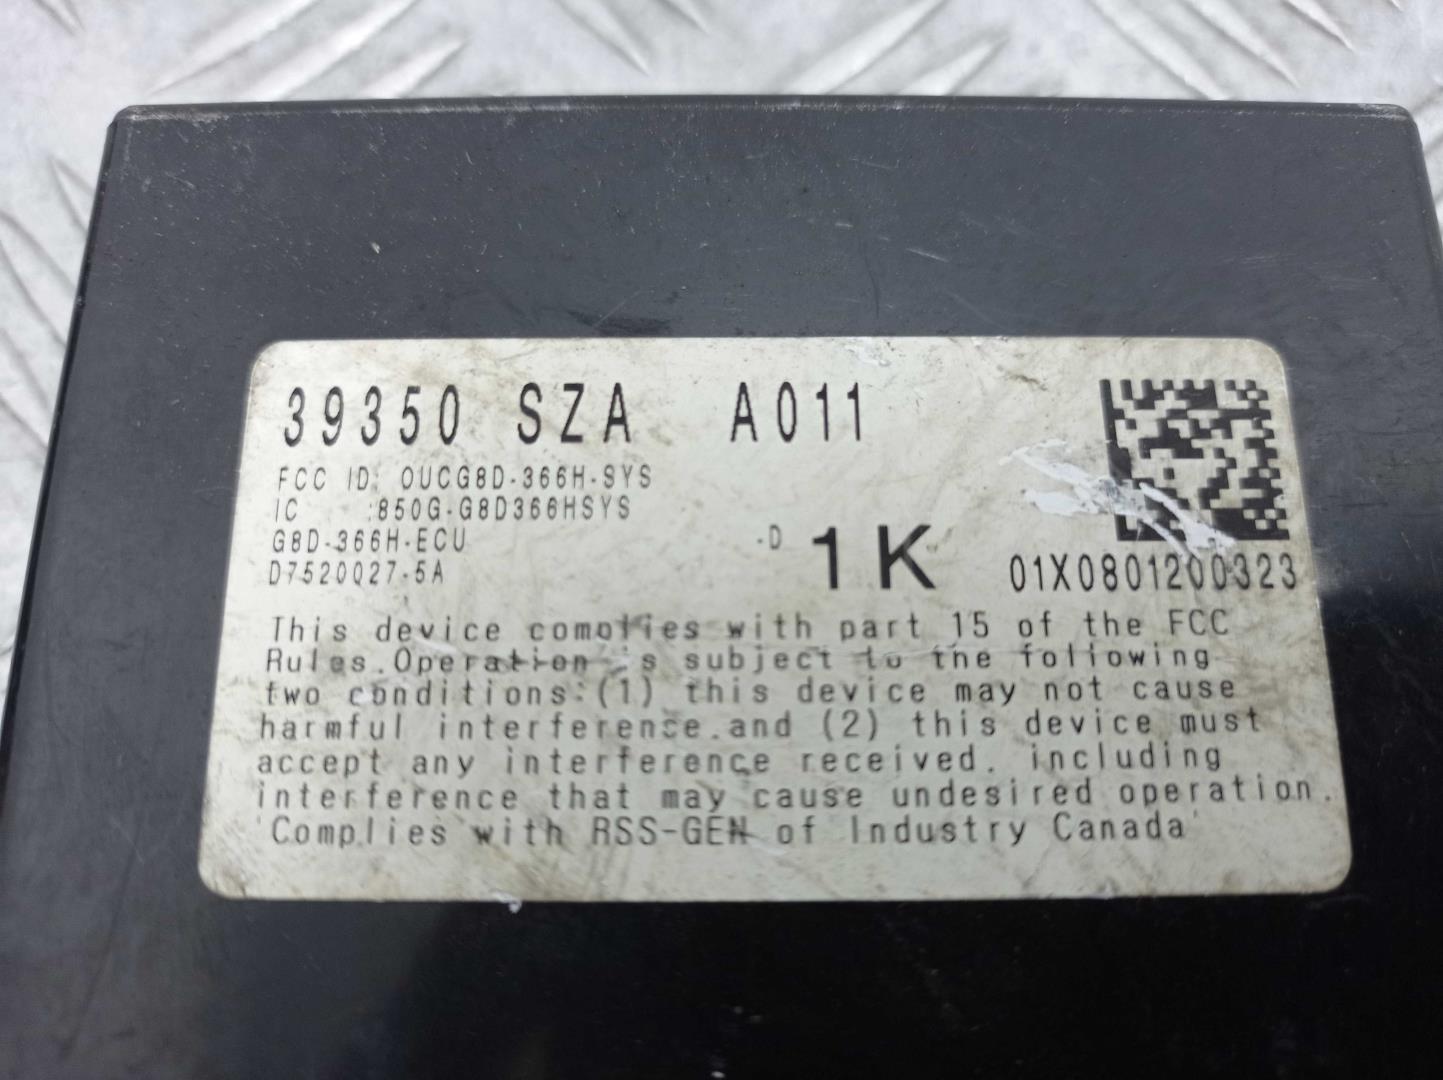 39350 SZA A011
FCC ID: OUCG8D-366H-SYS
IC :850G-G8D366HSYS
G8D-366H-ECU -D 1K
D7520027-5A 01X0801200323
This device complies with part 15 of the FCC
Rules.Operation is subject to the following
two conditions:(1) this device may not cause
harmful interference.and (2) this device must
accept any interference received. including
interference that may cause undesired operation.
'Complies with RSS-GEN of Industry Canada'